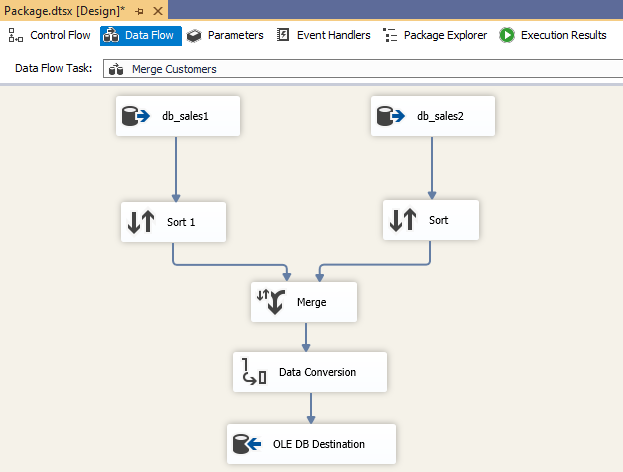 Package.dtsx [Design]*
Control Flow Data Flow Parameters Event Handlers Package Explorer Execution Results
Data Flow Task: Merge Customers
db_sales1 db_sales2
Sort 1 Sort
Merge
Data Conversion
OLE DB Destination